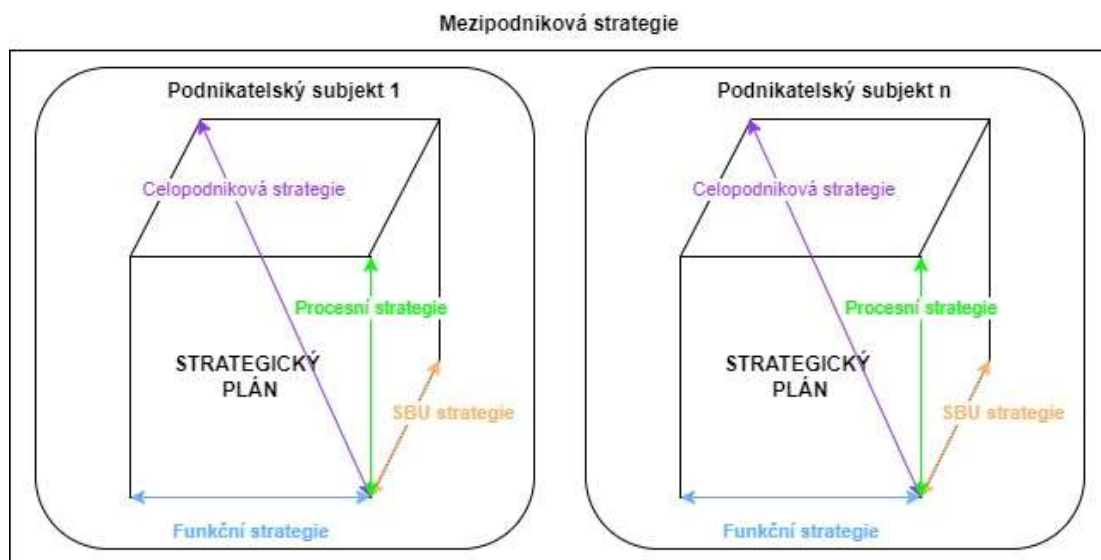 Mezipodniková strategie
Podnikatelský subjekt 1
Celopodniková strategie
Procesní strategie
STRATEGICKÝ
PLÁN
SBU strategie
Funkční strategie
Podnikatelský subjekt n
Celopodniková strategie
Procesní strategie
STRATEGICKÝ
PLÁN
SBU strategie
Funkční strategie